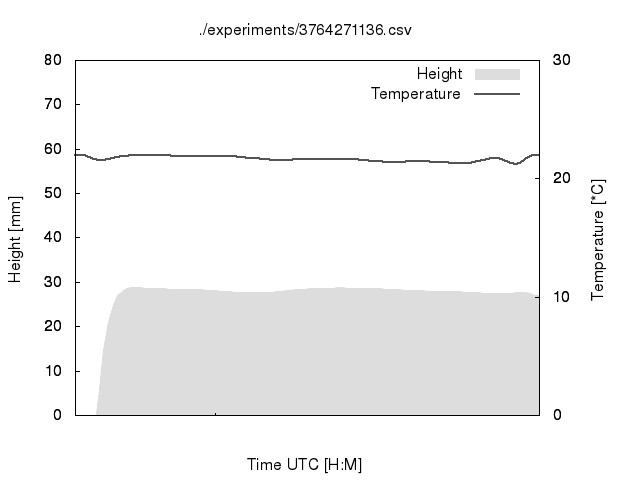 ./experiments/3764271136.csv
80
70
60
50
40
30
20
10
0
30
20
10
0
Height
Temperature
Height [mm]
Temperature [*C]
Time UTC [H:M]